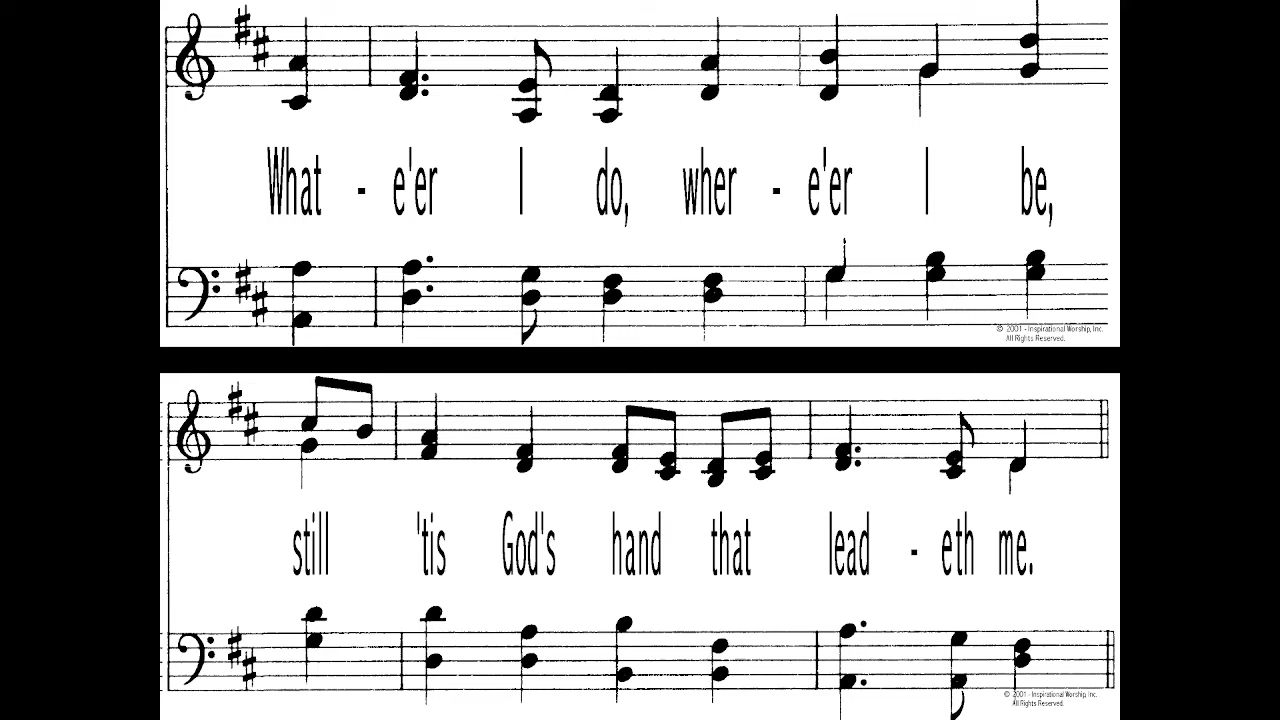 What - e'er I do, wher - e'er I be,
© 2001 - Inspirational Worship, Inc.
All Rights Reserved.
still 'tis God's hand that lead - eth me.
© 2001 - Inspirational Worship, Inc.
All Rights Reserved.